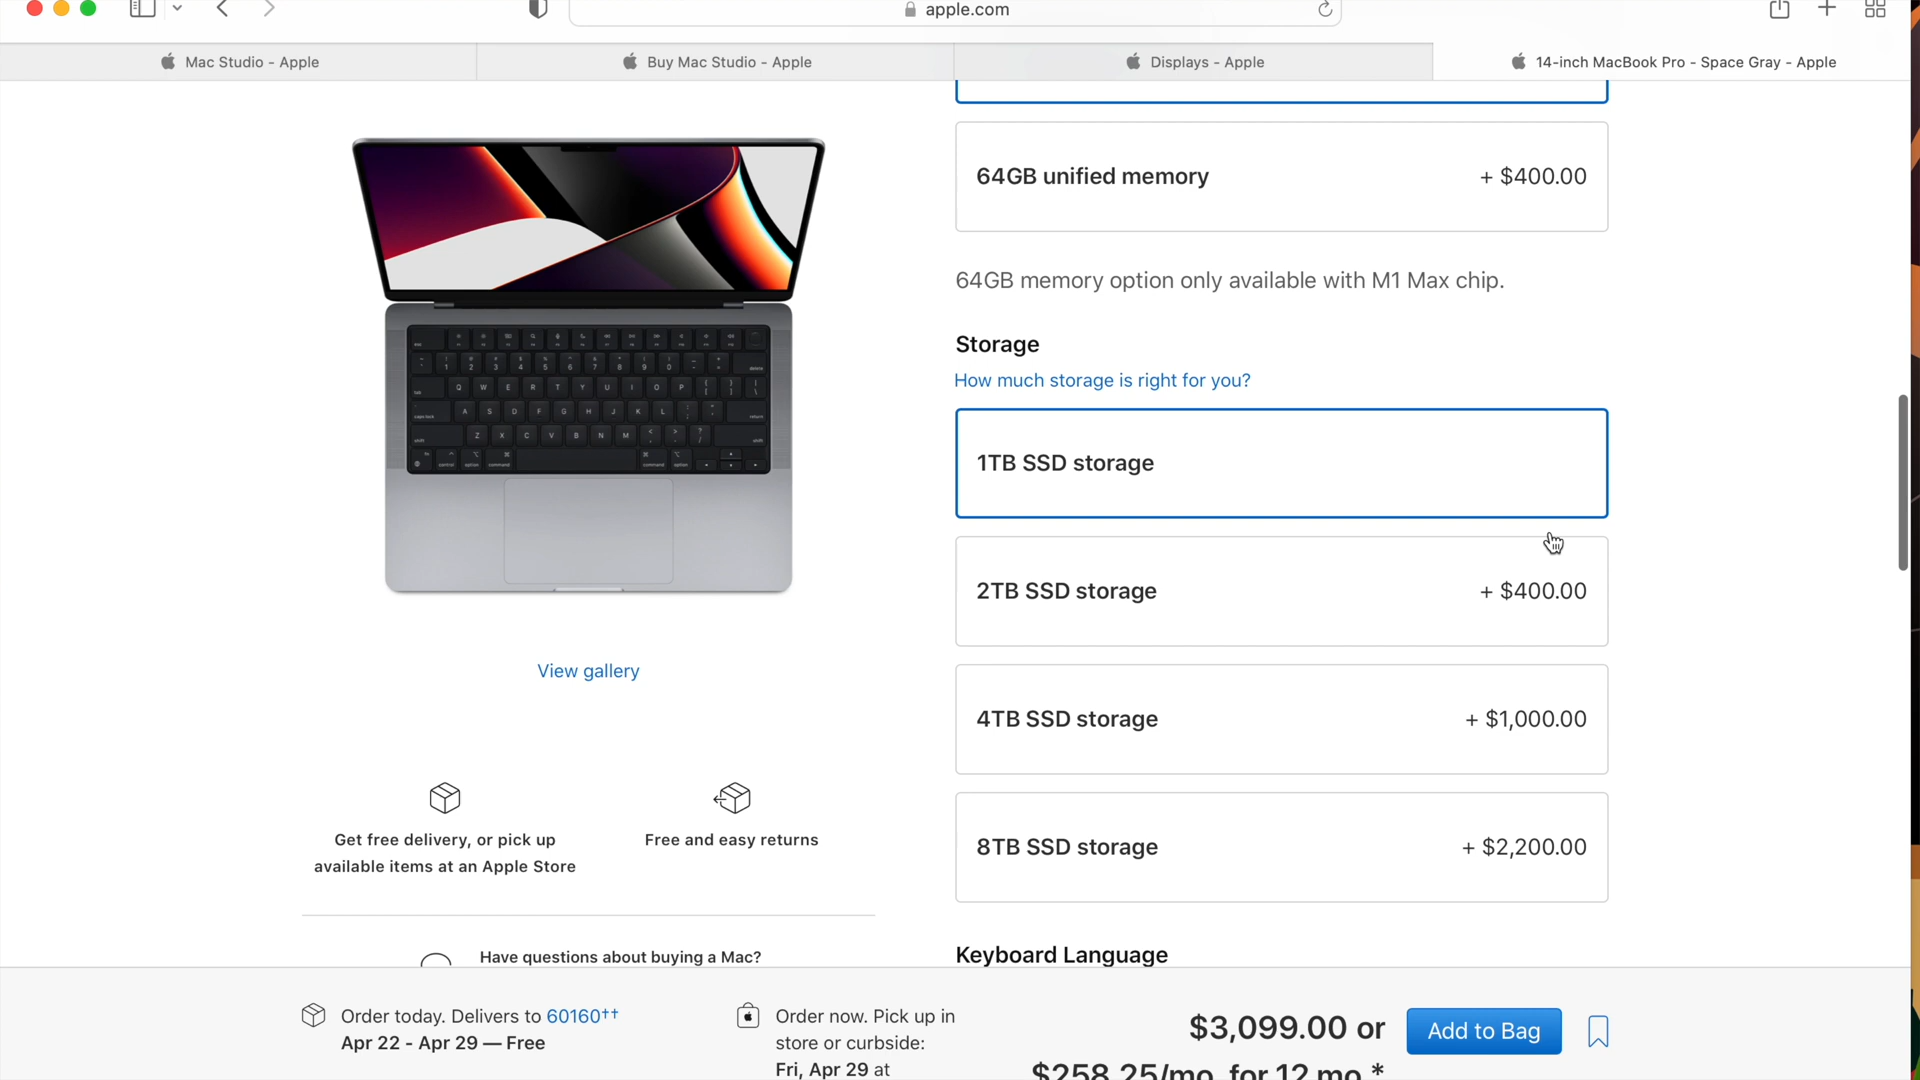 apple.com
Mac Studio - Apple
Buy Mac Studio - Apple
Displays - Apple
14-inch MacBook Pro - Space Gray - Apple
64GB unified memory + $400.00
64GB memory option only available with M1 Max chip.
Storage
How much storage is right for you?
1TB SSD storage
2TB SSD storage + $400.00
4TB SSD storage + $1,000.00
8TB SSD storage + $2,200.00
Keyboard Language
View gallery
Get free delivery, or pick up
available items at an Apple Store
Free and easy returns
Have questions about buying a Mac?
Order today. Delivers to 60160††
Apr 22 - Apr 29 — Free
Order now. Pick up in
store or curbside:
Fri, Apr 29 at
$3,099.00 or
$258.25/mo. for 12 mo.*
Add to Bag